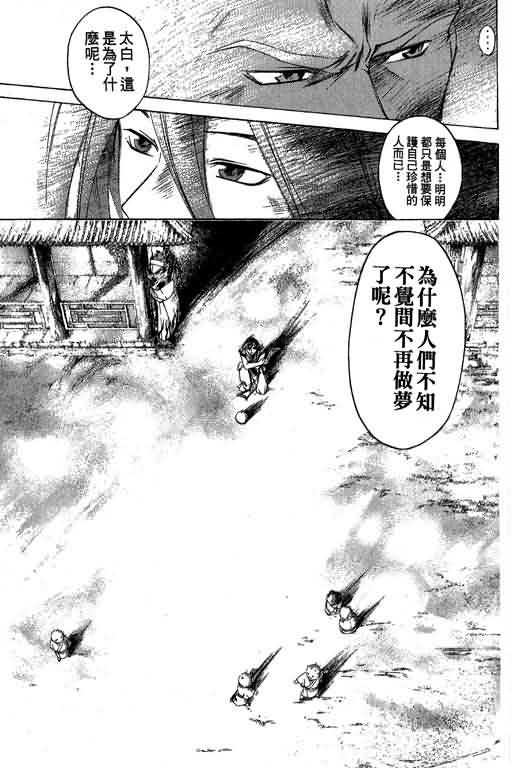 ‥‥
太白，這
是為了什
麼呢…
每個人…明明
都只是想要保
護自己珍惜的
人而已…
為什麼人們不知
不覺間不再做夢
了呢？